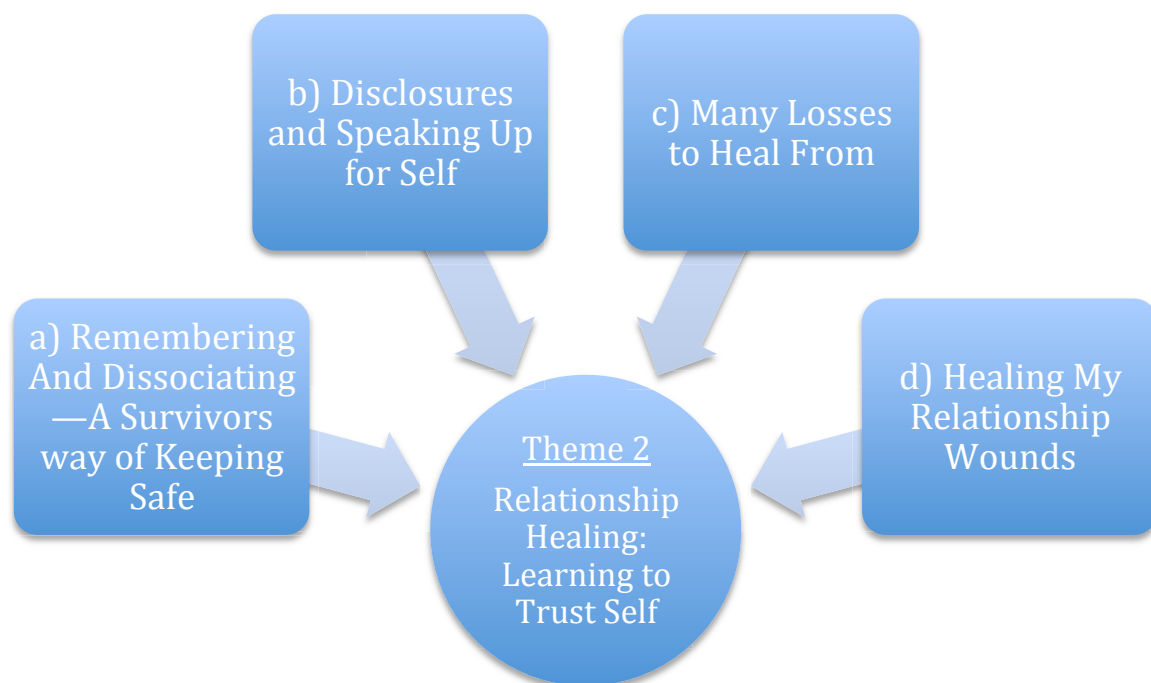 a) Remembering
And Dissociating
—A Survivors
way of Keeping
Safe
b) Disclosures
and Speaking Up
for Self
c) Many Losses
to Heal From
d) Healing My
Relationship
Wounds
Theme 2
Relationship
Healing:
Learning to
Trust Self